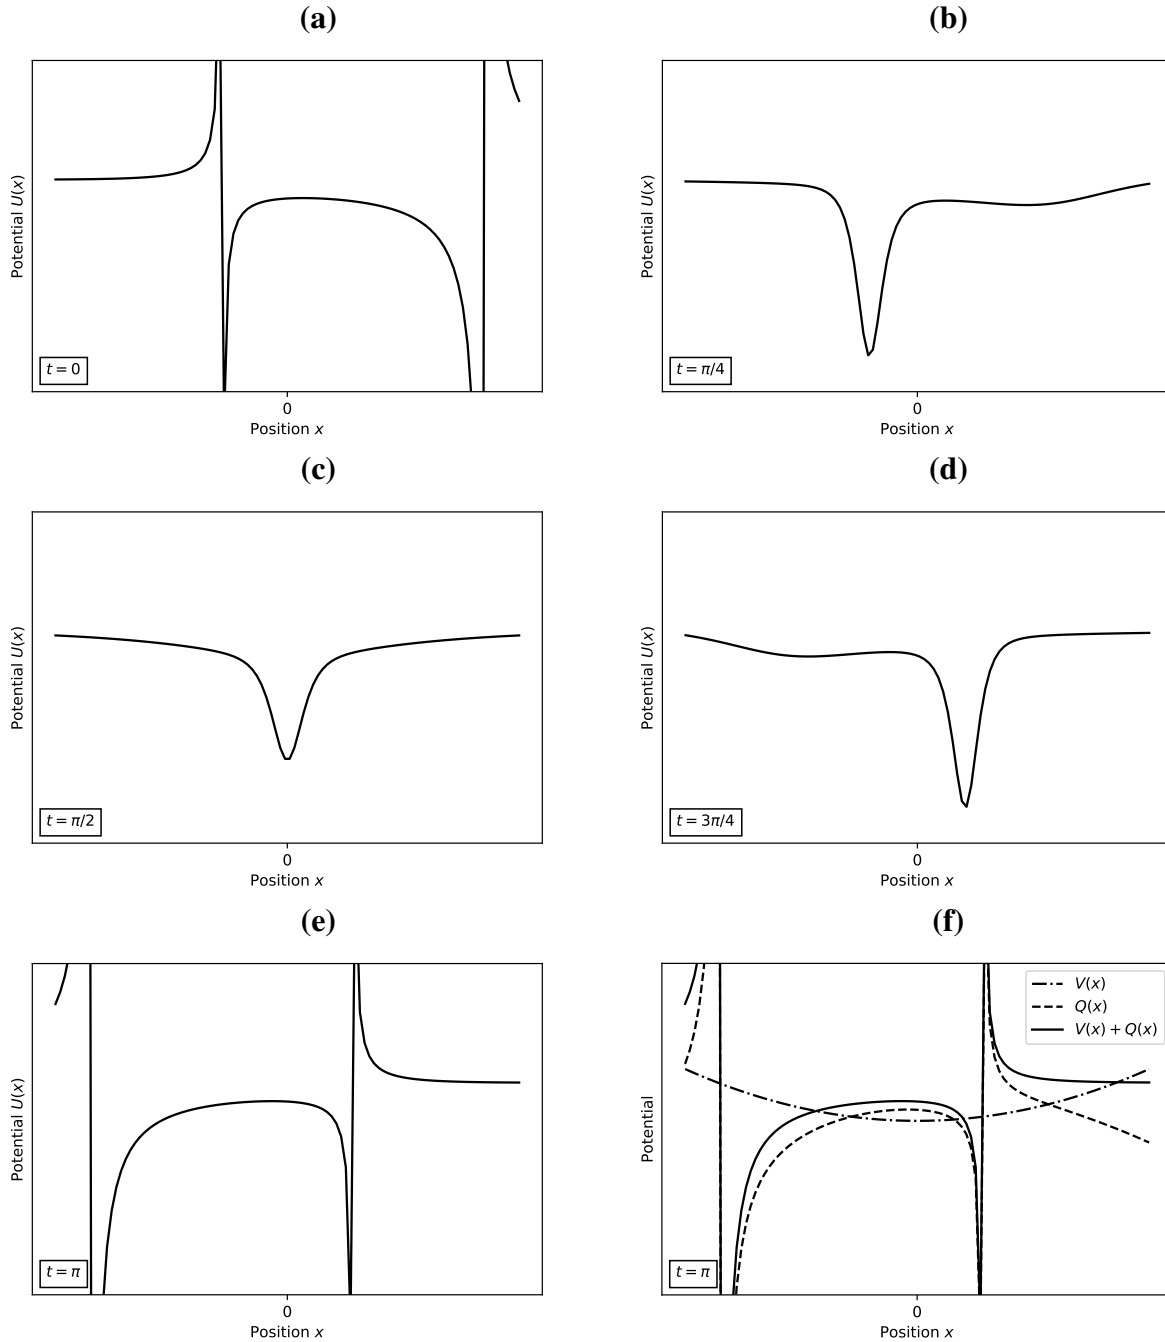 (a)
Potential U(x)
t = 0
0
Position x
(b)
Potential U(x)
t = π/4
0
Position x
(c)
Potential U(x)
t = π/2
0
Position x
(d)
Potential U(x)
t = 3π/4
0
Position x
(e)
Potential U(x)
t = π
0
Position x
(f)
V(x)
Q(x)
V(x) + Q(x)
Potential
t = π
0
Position x